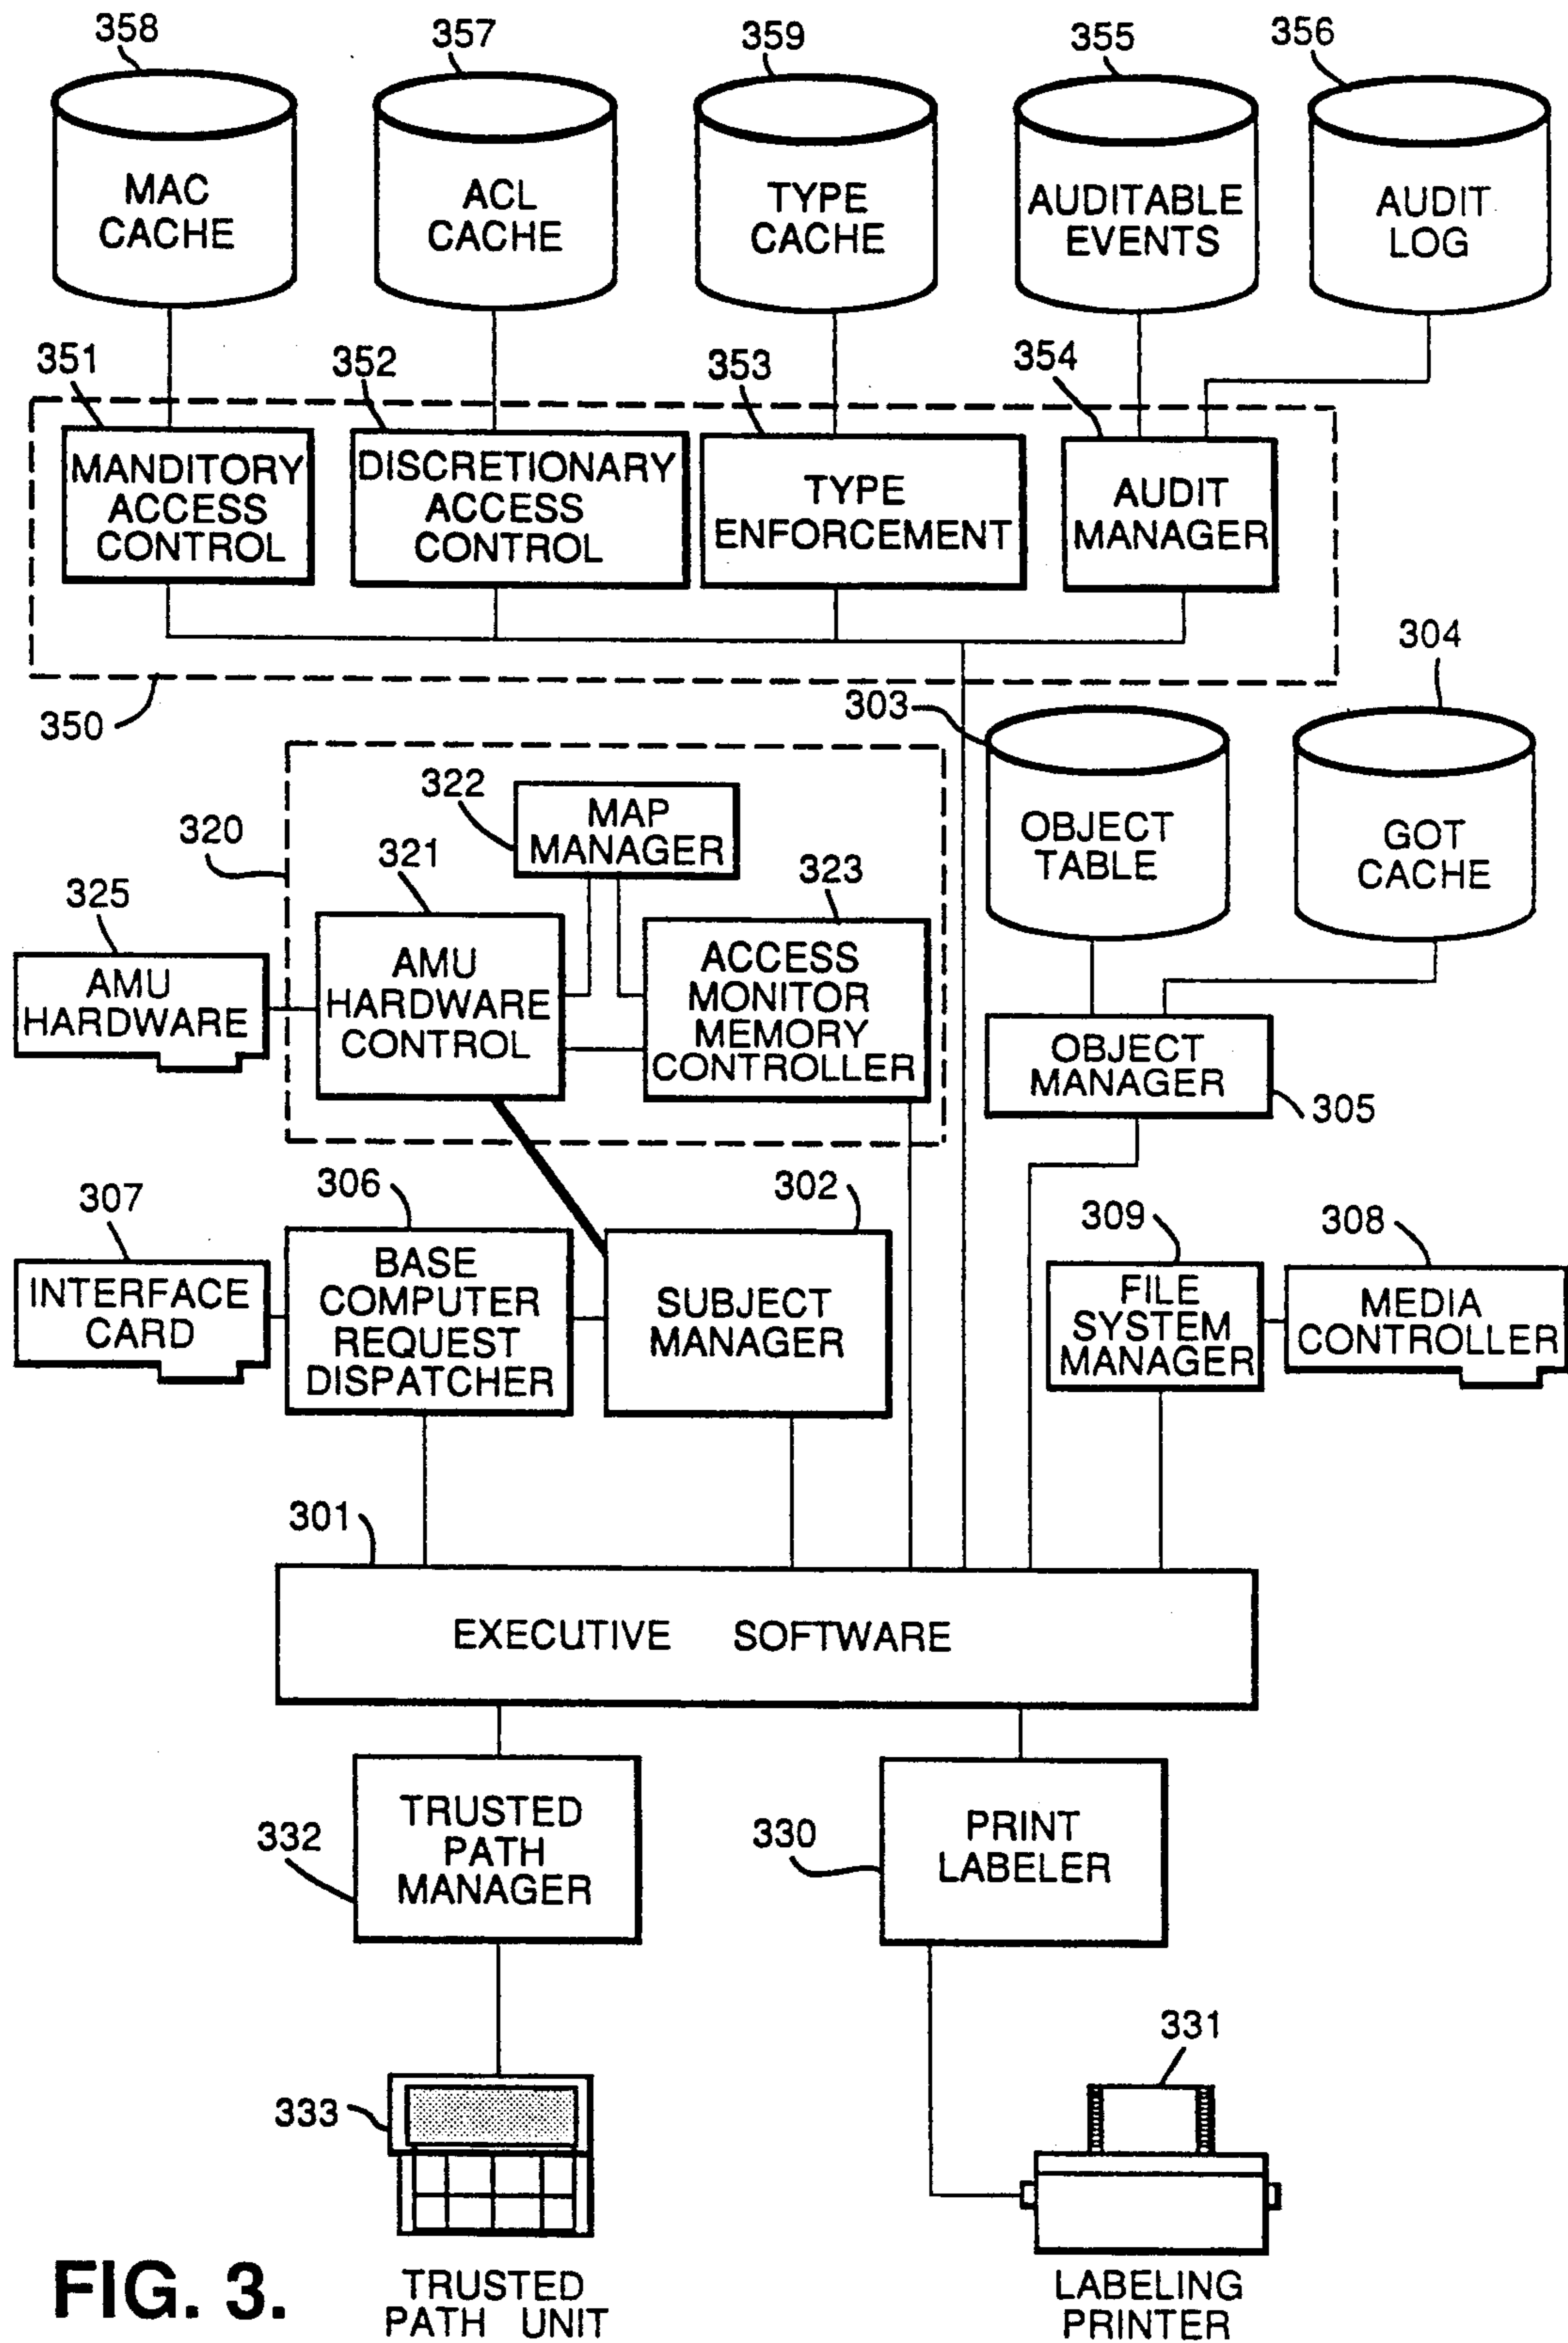 358
357
359
355
356
MAC
CACHE
ACL
CACHE
TYPE
CACHE
AUDITABLE
EVENTS
AUDIT
LOG
351
352
353
354
MANDITORY
ACCESS
CONTROL
DISCRETIONARY
ACCESS
CONTROL
TYPE
ENFORCEMENT
AUDIT
MANAGER
350
303
304
OBJECT
TABLE
GOT
CACHE
320
322
MAP
MANAGER
321
323
325
AMU
HARDWARE
AMU
HARDWARE
CONTROL
ACCESS
MONITOR
MEMORY
CONTROLLER
OBJECT
MANAGER
305
307
306
302
309
308
INTERFACE
CARD
BASE
COMPUTER
REQUEST
DISPATCHER
SUBJECT
MANAGER
FILE
SYSTEM
MANAGER
MEDIA
CONTROLLER
301
EXECUTIVE SOFTWARE
332
TRUSTED
PATH
MANAGER
330
PRINT
LABELER
333
331
TRUSTED
PATH UNIT
LABELING
PRINTER
FIG. 3.